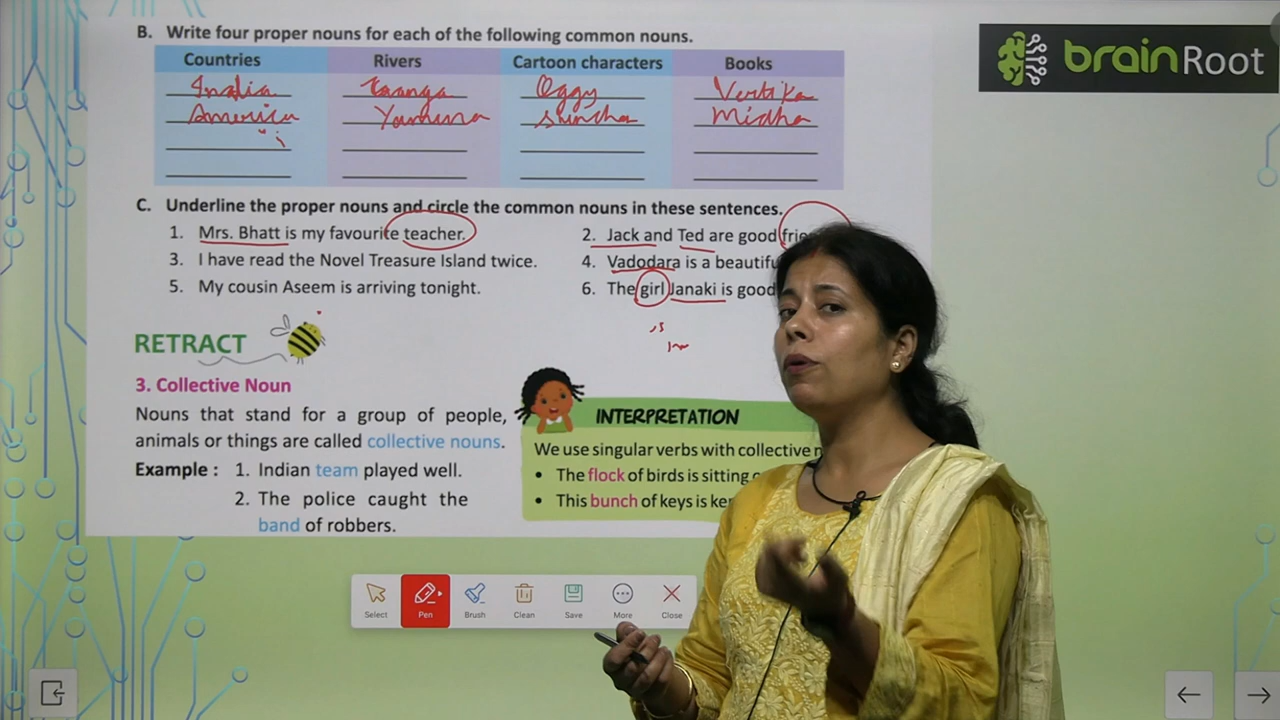 B. Write four proper nouns for each of the following common nouns.
Countries Rivers Cartoon characters Books
India Ganga Oggy Vertika
America Yamuna Shincha Midha
C. Underline the proper nouns and circle the common nouns in these sentences.
1. Mrs. Bhatt is my favourite teacher. 2. Jack and Ted are good
3. I have read the Novel Treasure Island twice. 4. Vadodara is a
5. My cousin Aseem is arriving tonight. 6. The girl Janaki is good
RETRACT
3. Collective Noun
Nouns that stand for a group of people,
animals or things are called collective nouns.
Example : 1. Indian team played well.
2. The police caught the
band of robbers.
INTERPRETATION
We use singular verbs with collective
• The flock of birds is sitting
• This bunch of keys is
brainRoot
Select Pen Brush Clean Save More Close